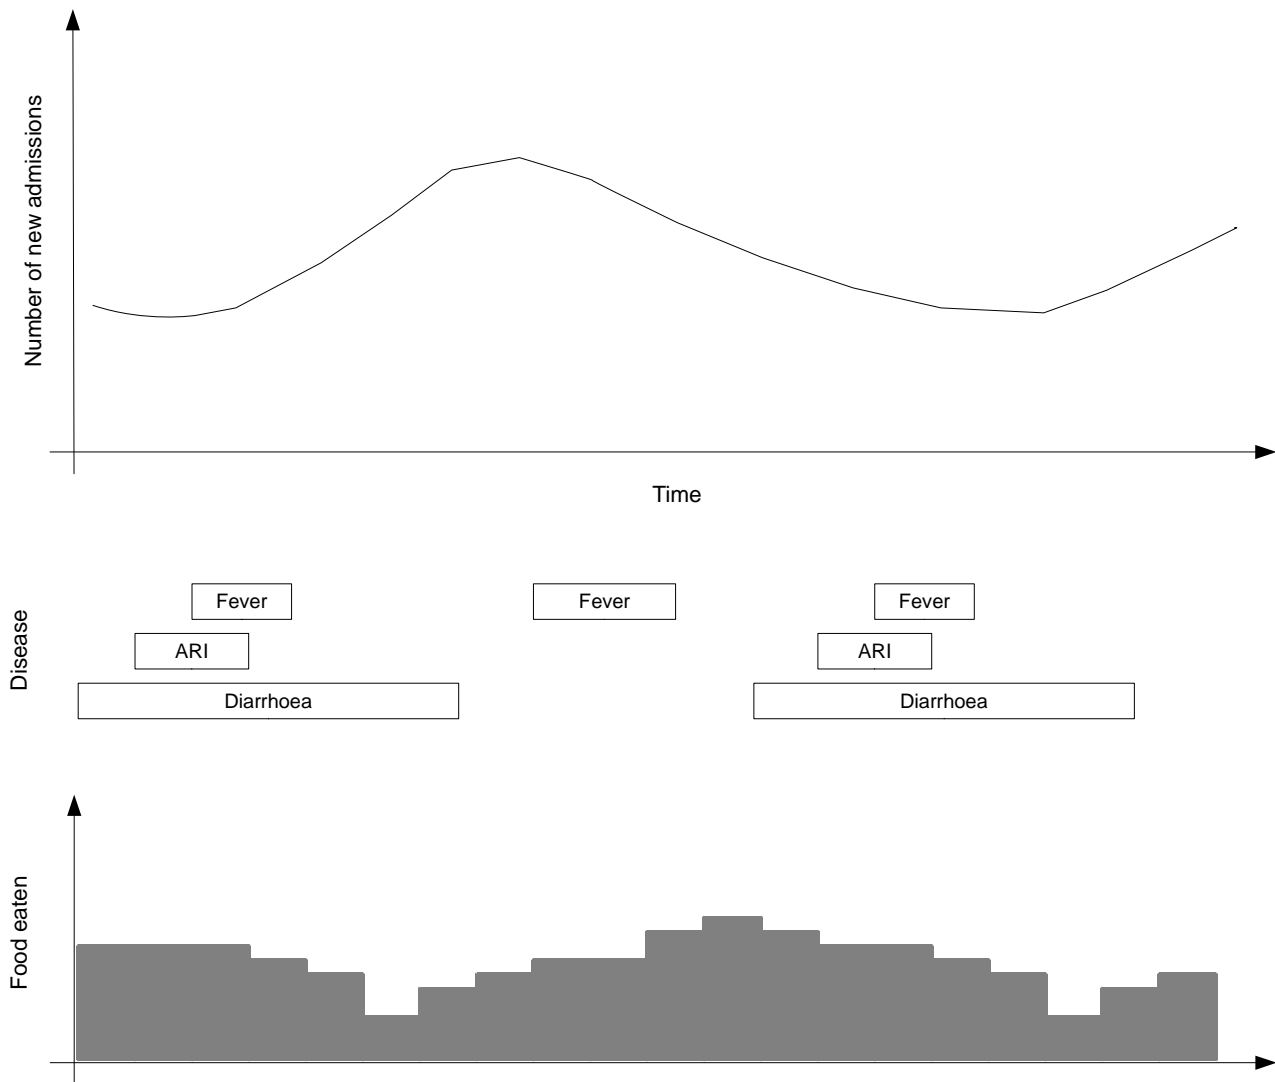 Number of new admissions
Time
Disease
Fever
Fever
Fever
ARI
ARI
Diarrhoea
Diarrhoea
Food eaten